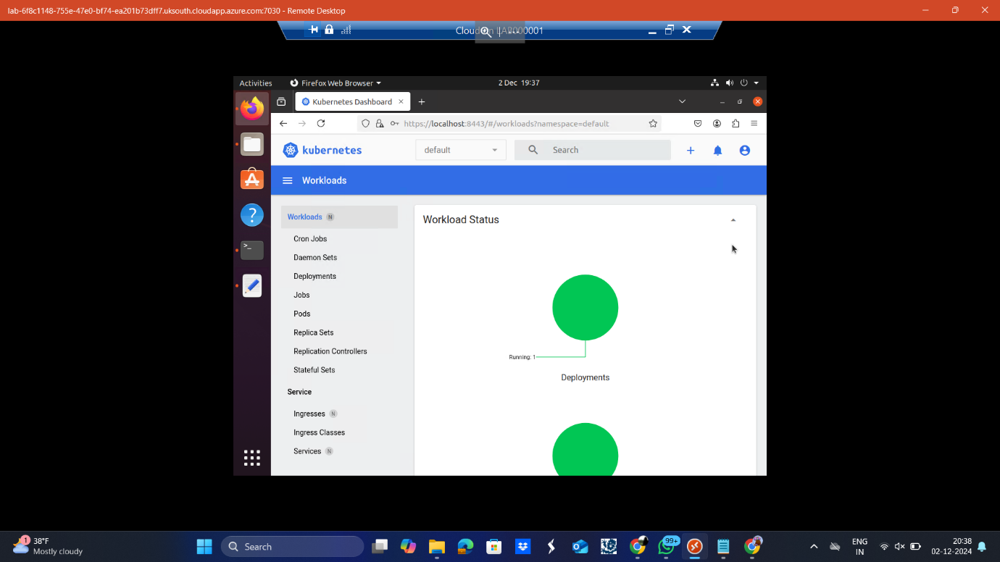 lab-6f8c1148-755e-47e0-bf74-ea201b73dff7.uksouth.cloudapp.azure.com:7030 - Remote Desktop
LAB000001
Activities
Firefox Web Browser
2 Dec 19:37
Kubernetes Dashboard
https://localhost:8443/#/workloads?namespace=default
kubernetes
default
Search
Workloads
Workloads N
Cron Jobs
Daemon Sets
Deployments
Jobs
Pods
Replica Sets
Replication Controllers
Stateful Sets
Service
Ingresses N
Ingress Classes
Services N
Workload Status
Running: 1
Deployments
1
38°F
Mostly cloudy
Search
99+
ENG
IN
20:38
02-12-2024